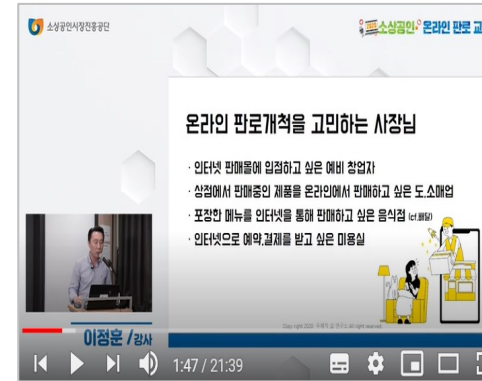 소상공인시장진흥공단
소상공인 온라인 판로 교
온라인 판로개척을 고민하는 사장님
· 인터넷 판매몰에 입점하고 싶은 예비 창업자
· 상점에서 판매중인 제품을 온라인에서 판매하고 싶은 도.소매업
· 포장한 메뉴를 인터넷을 통해 판매하고 싶은 음식점 (cf.배달)
· 인터넷으로 예약,결제를 받고 싶은 미용실
이정훈 /강사
1:47 / 21:39